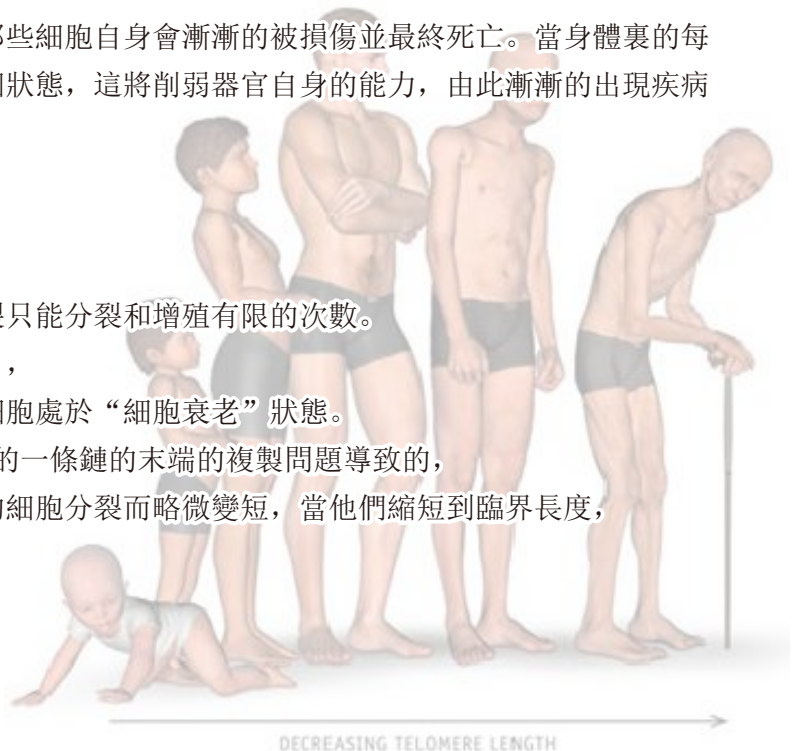 那些細胞自身會漸漸的被損傷並最終死亡。當身體裏的每
狀態，這將削弱器官自身的能力，由此漸漸的出現疾病
只能分裂和增殖有限的次數。
，
細胞處於“細胞衰老”狀態。
的一條鏈的末端的複製問題導致的，
細胞分裂而略微變短，當他們縮短到臨界長度，
DECREASING TELOMERE LENGTH